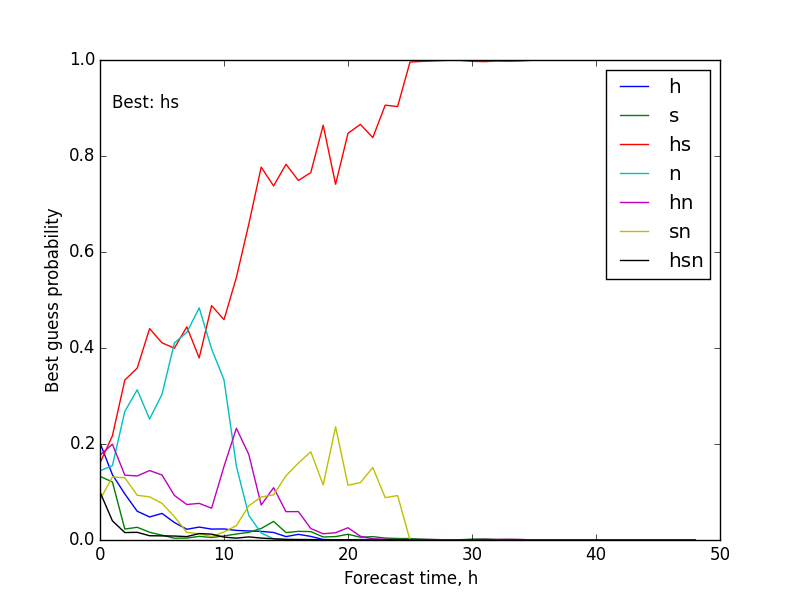 1.0
0.8
0.6
0.4
0.2
0.0
0
10
20
30
40
50
Best guess probability
Forecast time, h
Best: hs
h
s
hs
n
hn
sn
hsn